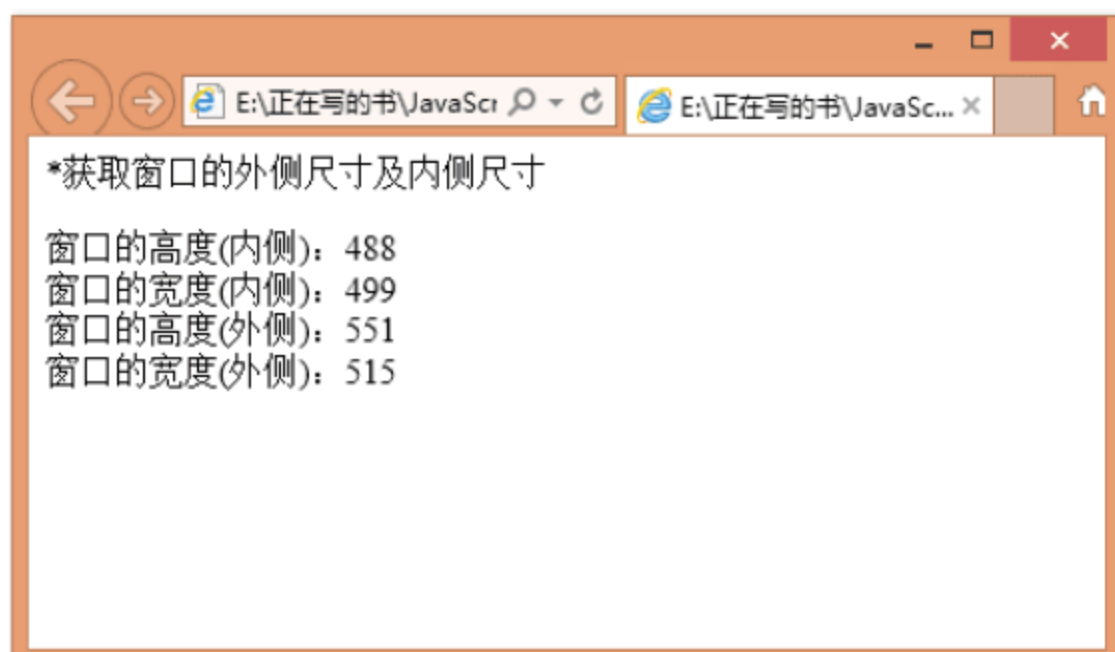 E:\正在写的书\JavaScr
E:\正在写的书\JavaSc...
*获取窗口的外侧尺寸及内侧尺寸
窗口的高度(内侧)：488
窗口的宽度(内侧)：499
窗口的高度(外侧)：551
窗口的宽度(外侧)：515